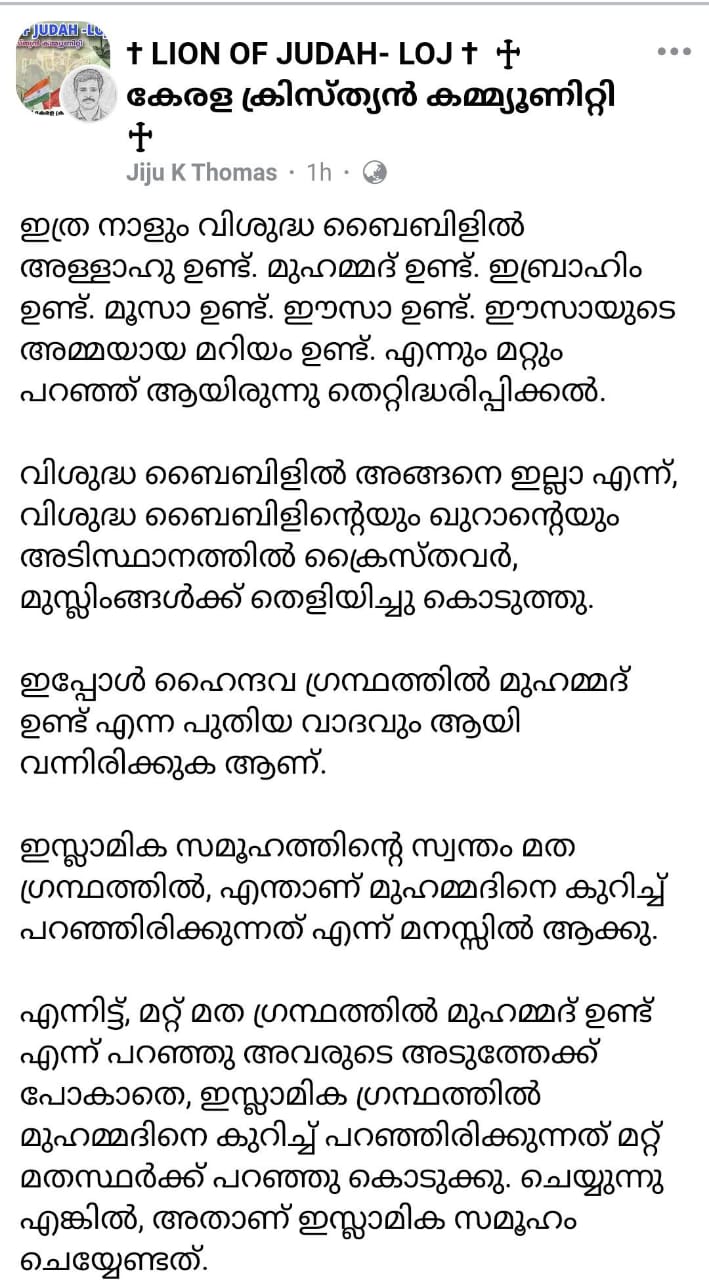 † LION OF JUDAH- LOJ † ☩
കേരള ക്രിസ്ത്യൻ കമ്മ്യൂണിറ്റി
☩
Jiju K Thomas · 1h ·
ഇത്ര നാളും വിശുദ്ധ ബൈബിളിൽ
അള്ളാഹു ഉണ്ട്. മുഹമ്മദ് ഉണ്ട്. ഇബ്രാഹിം
ഉണ്ട്. മൂസാ ഉണ്ട്. ഈസാ ഉണ്ട്. ഈസായുടെ
അമ്മയായ മറിയം ഉണ്ട്. എന്നും മറ്റും
പറഞ്ഞ് ആയിരുന്നു തെറ്റിദ്ധരിപ്പിക്കൽ.
വിശുദ്ധ ബൈബിളിൽ അങ്ങനെ ഇല്ലാ എന്ന്,
വിശുദ്ധ ബൈബിളിന്റെയും ഖുറാന്റെയും
അടിസ്ഥാനത്തിൽ ക്രൈസ്തവർ,
മുസ്ലിംങ്ങൾക്ക് തെളിയിച്ചു കൊടുത്തു.
ഇപ്പോൾ ഹൈന്ദവ ഗ്രന്ഥത്തിൽ മുഹമ്മദ്
ഉണ്ട് എന്ന പുതിയ വാദവും ആയി
വന്നിരിക്കുക ആണ്.
ഇസ്ലാമിക സമൂഹത്തിന്റെ സ്വന്തം മത
ഗ്രന്ഥത്തിൽ, എന്താണ് മുഹമ്മദിനെ കുറിച്ച്
പറഞ്ഞിരിക്കുന്നത് എന്ന് മനസ്സിൽ ആക്കു.
എന്നിട്ട്, മറ്റ് മത ഗ്രന്ഥത്തിൽ മുഹമ്മദ് ഉണ്ട്
എന്ന് പറഞ്ഞു അവരുടെ അടുത്തേക്ക്
പോകാതെ, ഇസ്ലാമിക ഗ്രന്ഥത്തിൽ
മുഹമ്മദിനെ കുറിച്ച് പറഞ്ഞിരിക്കുന്നത് മറ്റ്
മതസ്ഥർക്ക് പറഞ്ഞു കൊടുക്കു. ചെയ്യുന്നു
എങ്കിൽ, അതാണ് ഇസ്ലാമിക സമൂഹം
ചെയ്യേണ്ടത്.